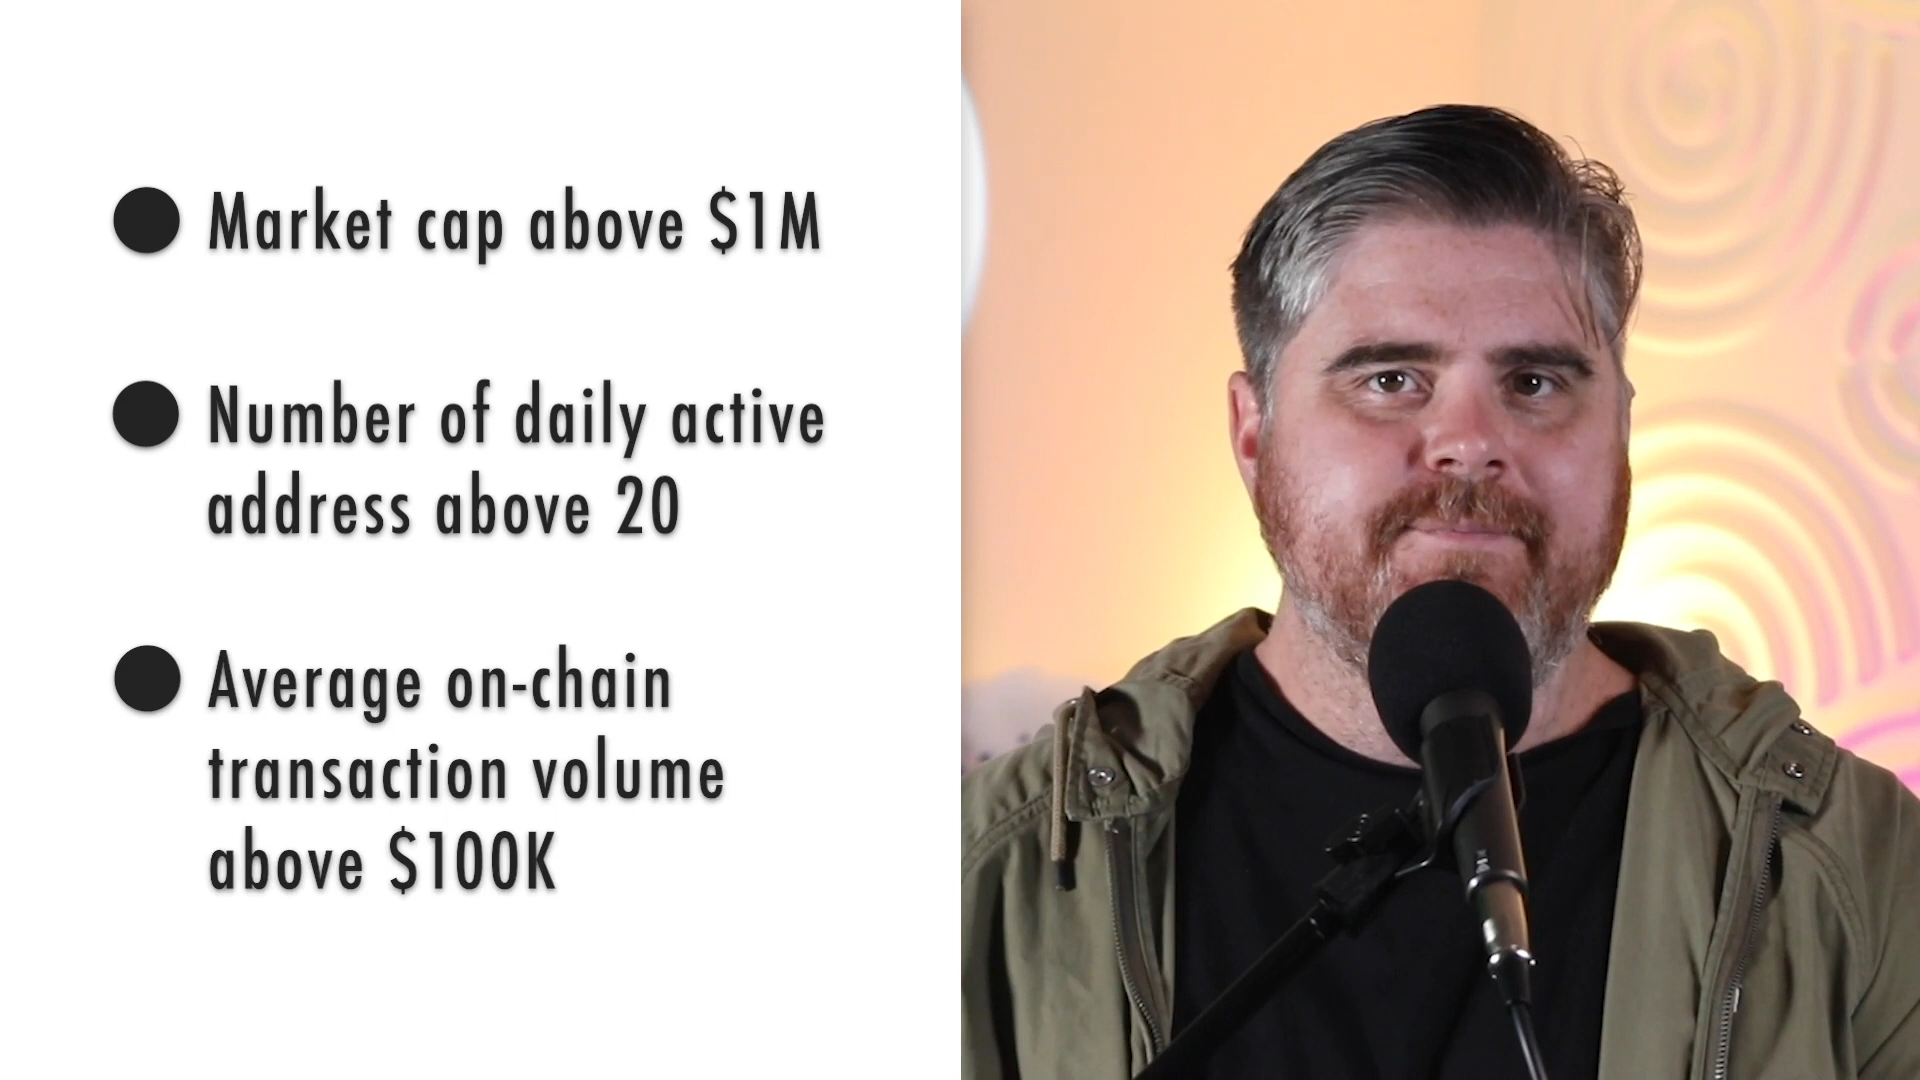 Market cap above $1M
Number of daily active
address above 20
Average on-chain
transaction volume
above $100K